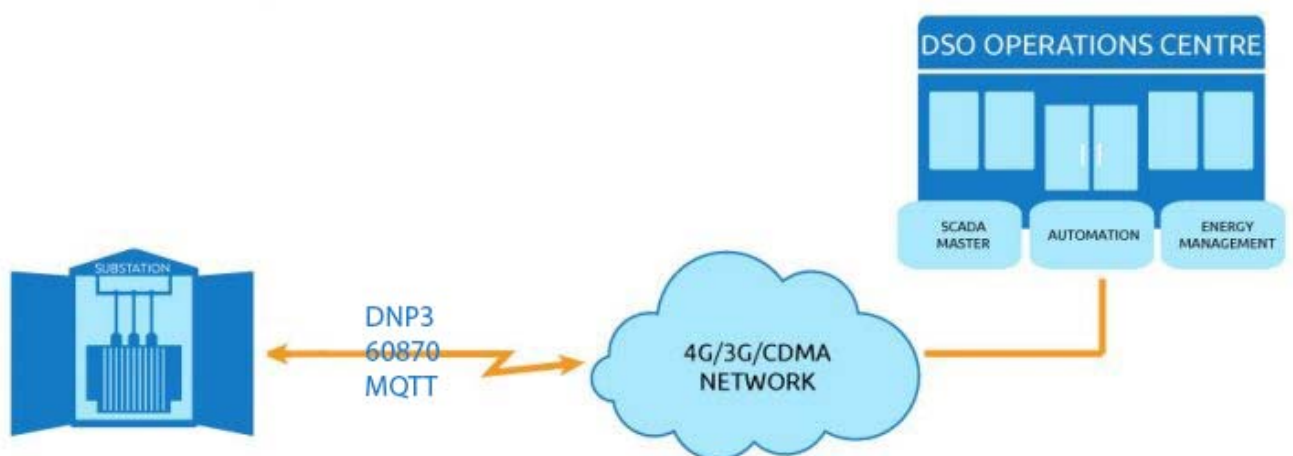 DSO OPERATIONS CENTRE
SCADA
MASTER
AUTOMATION
ENERGY
MANAGEMENT
SUBSTATION
DNP3
60870
MQTT
4G/3G/CDMA
NETWORK